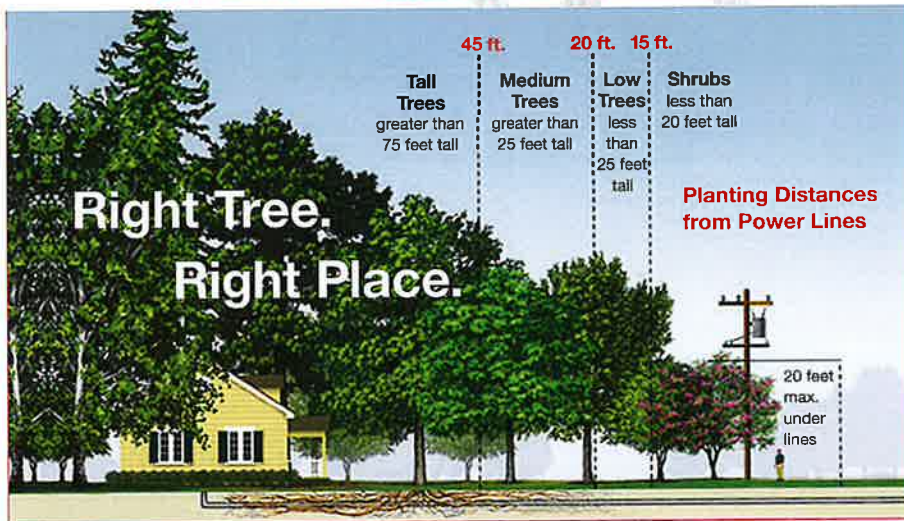 45 ft.
20 ft.
15 ft.
Tall
Trees
greater than
75 feet tall
Medium
Trees
greater than
25 feet tall
Low
Trees
less
than
25 feet
tall
Shrubs
less than
20 feet tall
Planting Distances
from Power Lines
Right Tree.
Right Place.
20 feet
max.
under
lines